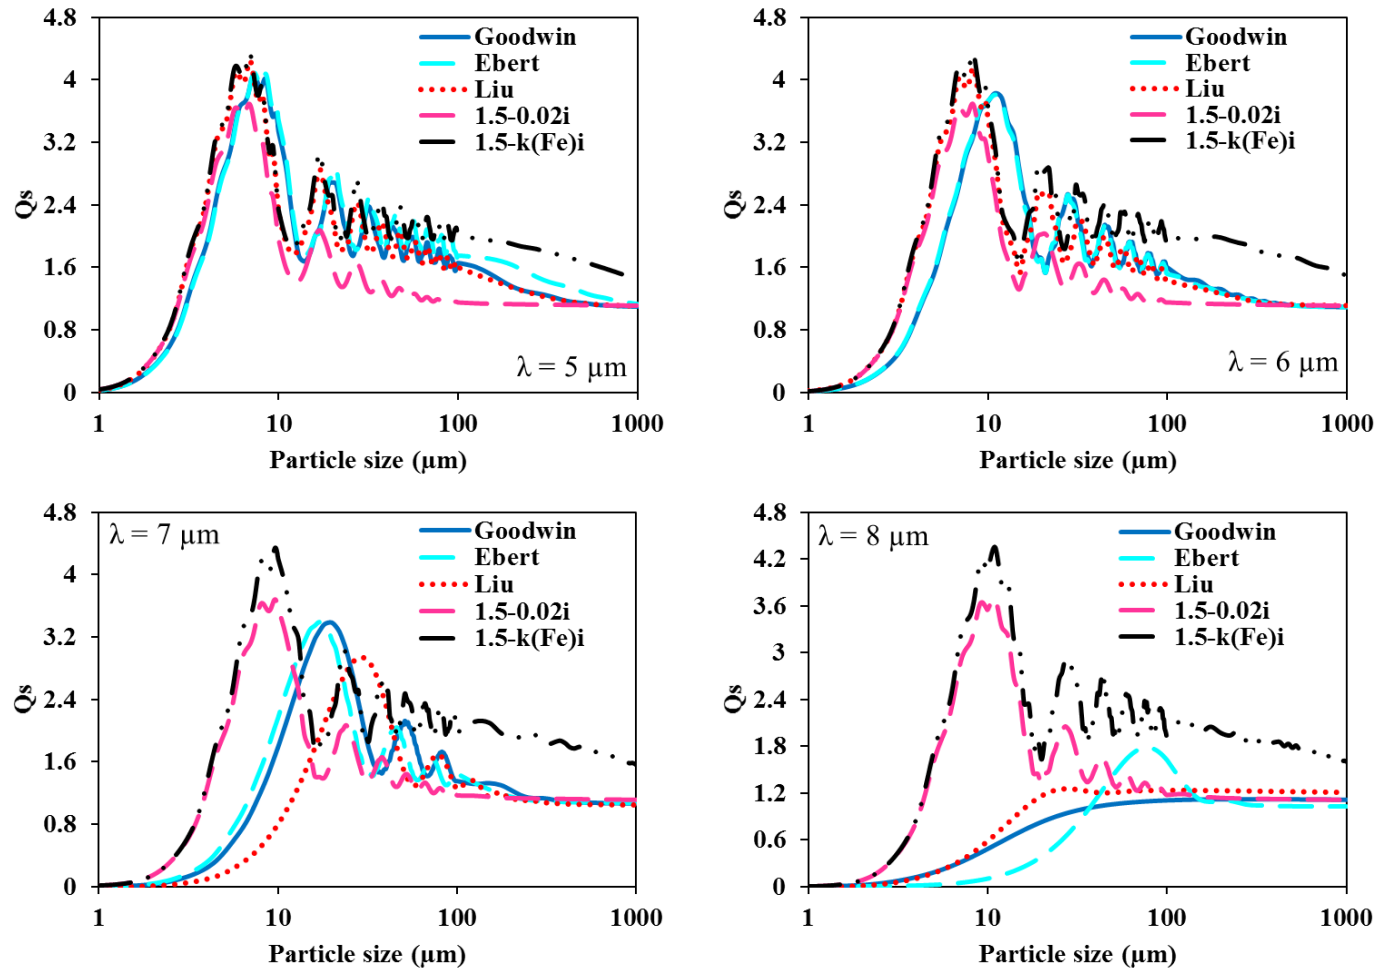 4.8
4
3.2
2.4
1.6
0.8
0
Qs
1
10
100
1000
Particle size (µm)
Goodwin
Ebert
Liu
1.5-0.02i
1.5-k(Fe)i
λ = 5 µm
4.8
4
3.2
2.4
1.6
0.8
0
Qs
1
10
100
1000
Particle size (µm)
Goodwin
Ebert
Liu
1.5-0.02i
1.5-k(Fe)i
λ = 6 µm
4.8
4
3.2
2.4
1.6
0.8
0
Qs
1
10
100
1000
Particle size (µm)
λ = 7 µm
Goodwin
Ebert
Liu
1.5-0.02i
1.5-k(Fe)i
4.8
4.2
3.6
3
2.4
1.8
1.2
0.6
0
Qs
1
10
100
1000
Particle size (µm)
λ = 8 µm
Goodwin
Ebert
Liu
1.5-0.02i
1.5-k(Fe)i